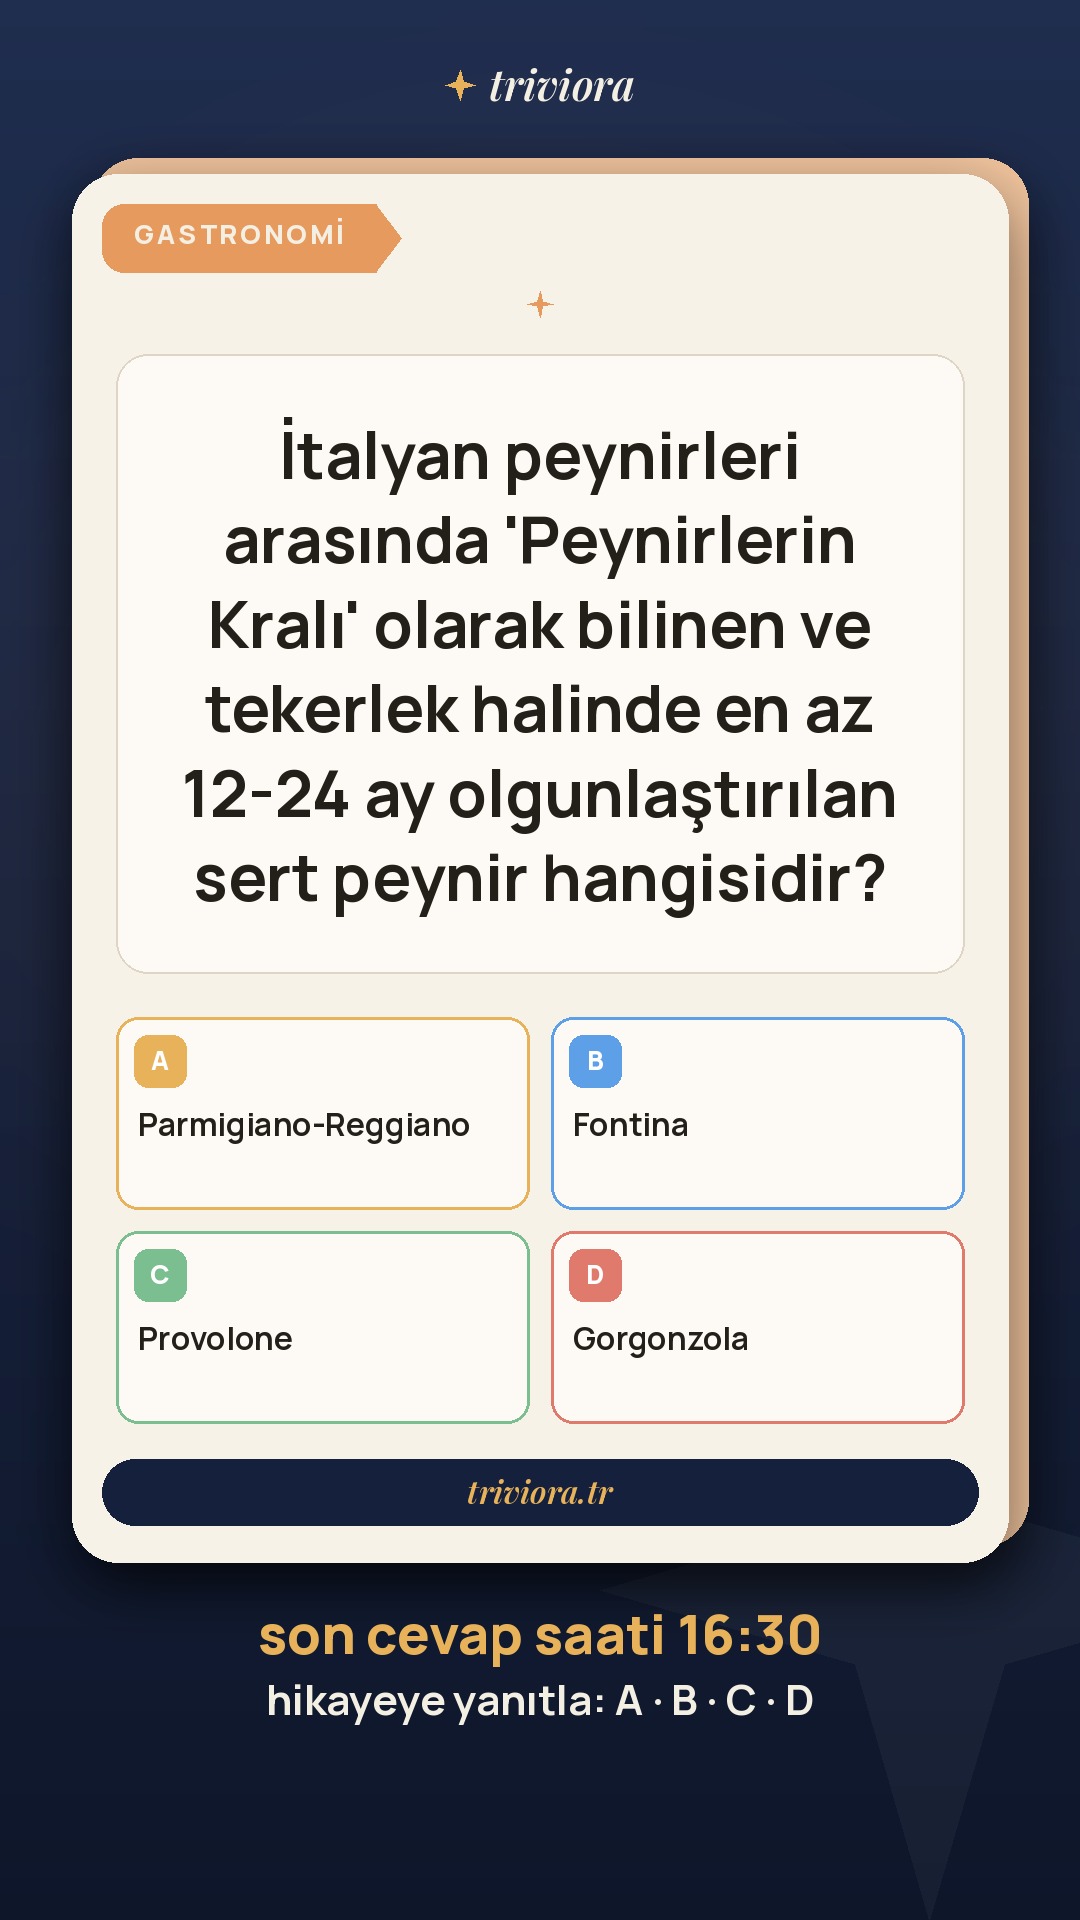 triviora
GASTRONOMİ
İtalyan peynirleri
arasında 'Peynirlerin
Kralı' olarak bilinen ve
tekerlek halinde en az
12-24 ay olgunlaştırılan
sert peynir hangisidir?
A
Parmigiano-Reggiano
B
Fontina
C
Provolone
D
Gorgonzola
triviora.tr
son cevap saati 16:30
hikayeye yanıtla: A · B · C · D